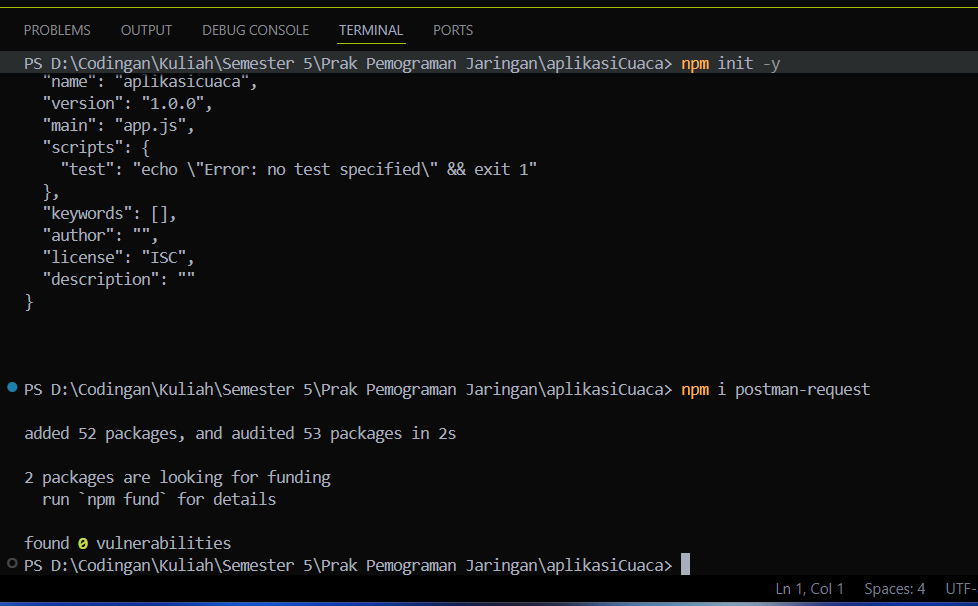 PROBLEMS OUTPUT DEBUG CONSOLE TERMINAL PORTS
PS D:\Codingan\Kuliah\Semester 5\Prak Pemograman Jaringan\aplikasiCuaca> npm init -y
"name": "aplikasicuaca",
"version": "1.0.0",
"main": "app.js",
"scripts": {
"test": "echo \"Error: no test specified\" && exit 1"
},
"keywords": [],
"author": "",
"license": "ISC",
"description": ""
}
PS D:\Codingan\Kuliah\Semester 5\Prak Pemograman Jaringan\aplikasiCuaca> npm i postman-request
added 52 packages, and audited 53 packages in 2s
2 packages are looking for funding
run `npm fund` for details
found 0 vulnerabilities
PS D:\Codingan\Kuliah\Semester 5\Prak Pemograman Jaringan\aplikasiCuaca>
Ln 1, Col 1 Spaces: 4 UTF-